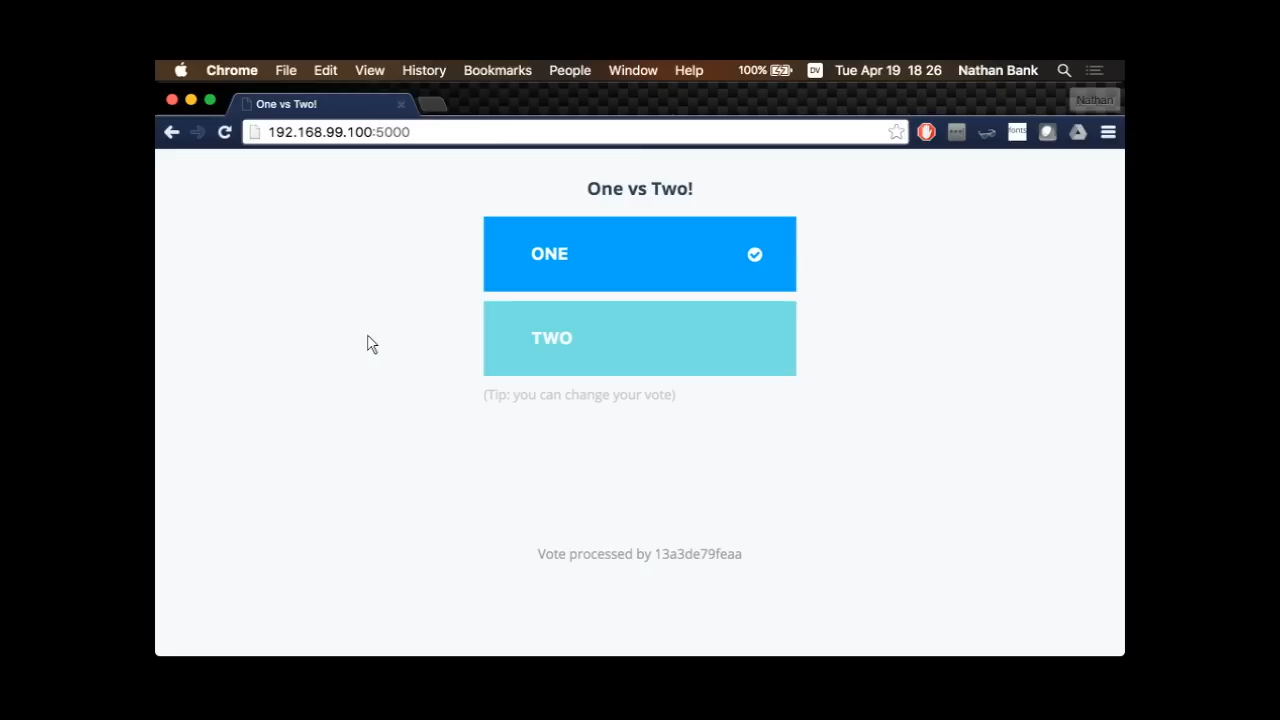 Chrome File Edit View History Bookmarks People Window Help 100% DV Tue Apr 19 18 26 Nathan Bank
One vs Two! Nathan
192.168.99.100:5000
fonts
One vs Two!
ONE
TWO
(Tip: you can change your vote)
Vote processed by 13a3de79feaa